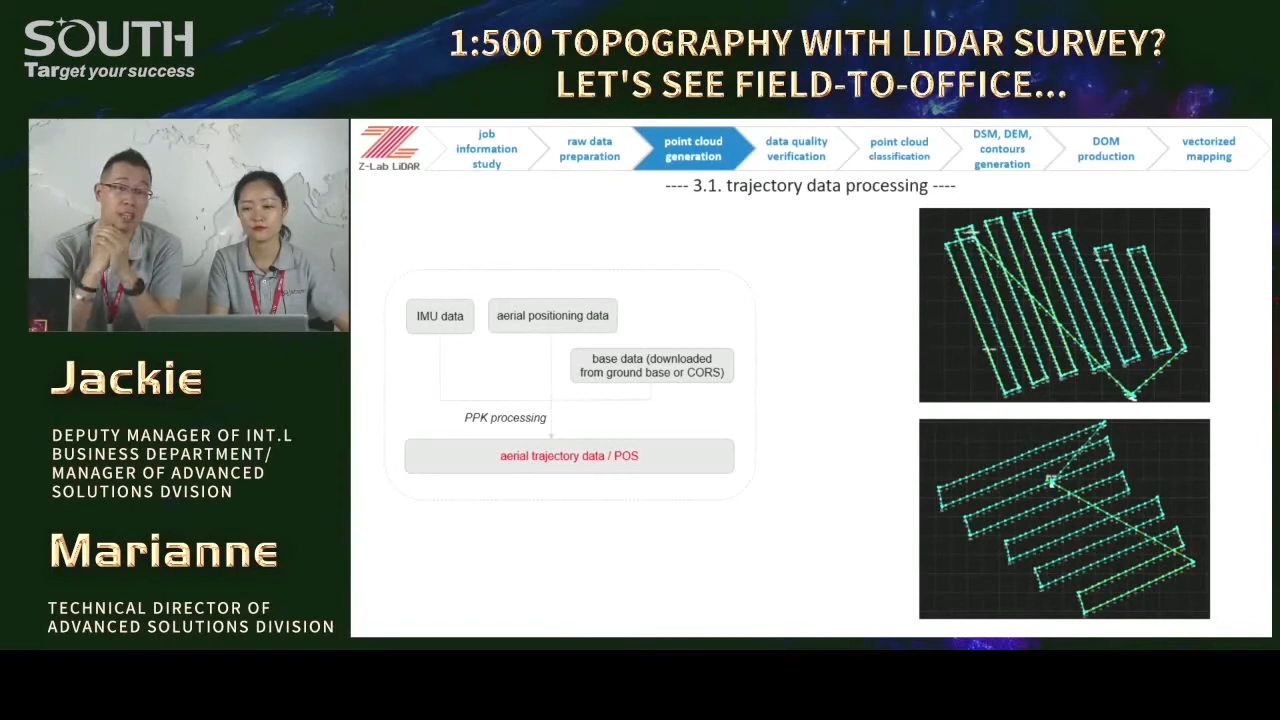 SOUTH
Target your success
1:500 TOPOGRAPHY WITH LIDAR SURVEY?
LET'S SEE FIELD-TO-OFFICE...
Z-Lab LiDAR
job
information
study
raw data
preparation
point cloud
generation
data quality
verification
point cloud
classification
DSM, DEM,
contours
generation
DOM
production
vectorized
mapping
---- 3.1. trajectory data processing ----
IMU data
aerial positioning data
base data (downloaded
from ground base or CORS)
PPK processing
aerial trajectory data / POS
Jackie
DEPUTY MANAGER OF INT.L
BUSINESS DEPARTMENT/
MANAGER OF ADVANCED
SOLUTIONS DVISION
Marianne
TECHNICAL DIRECTOR OF
ADVANCED SOLUTIONS DIVISION